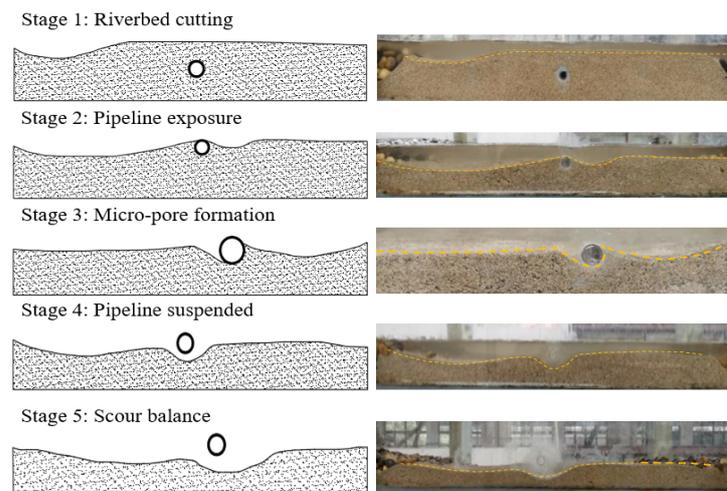 Stage 1: Riverbed cutting
Stage 2: Pipeline exposure
Stage 3: Micro-pore formation
Stage 4: Pipeline suspended
Stage 5: Scour balance